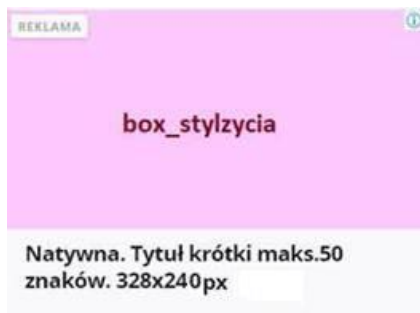 REKLAMA
box_stylzycia
Natywna. Tytuł krótki maks.50
znaków. 328x240px